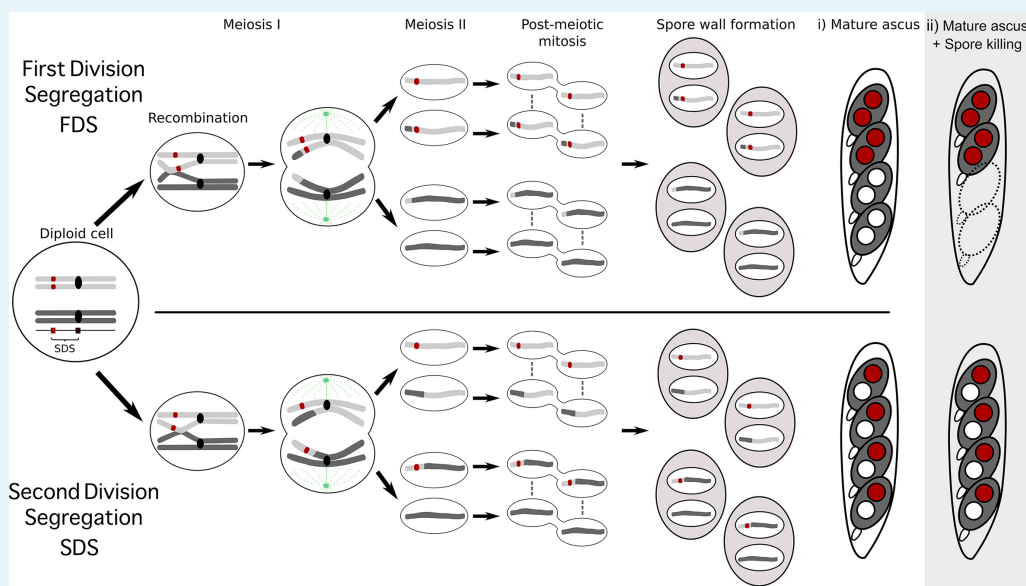 Meiosis I
Meiosis II
Post-meiotic
mitosis
Spore wall formation
i) Mature ascus
ii) Mature ascus
+ Spore killing
First Division
Segregation
FDS
Recombination
Diploid cell
SDS
Second Division
Segregation
SDS